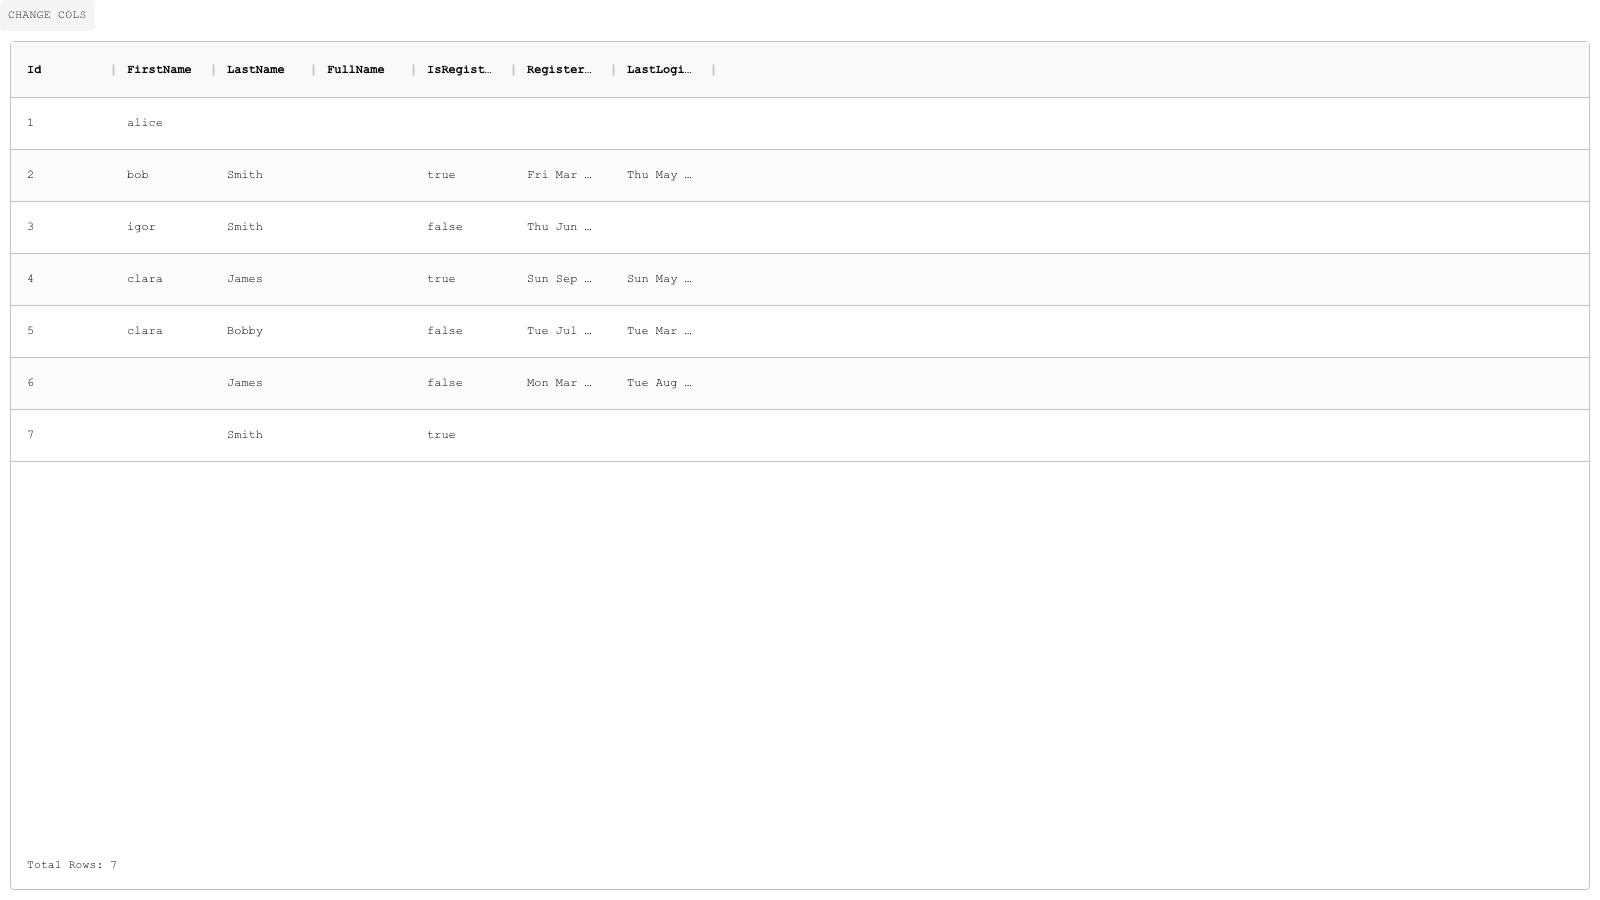 CHANGE COLS
Id | FirstName | LastName | FullName | IsRegist… | Register… | LastLogi… |
1 alice
2 bob Smith true Fri Mar … Thu May …
3 igor Smith false Thu Jun …
4 clara James true Sun Sep … Sun May …
5 clara Bobby false Tue Jul … Tue Mar …
6 James false Mon Mar … Tue Aug …
7 Smith true
Total Rows: 7